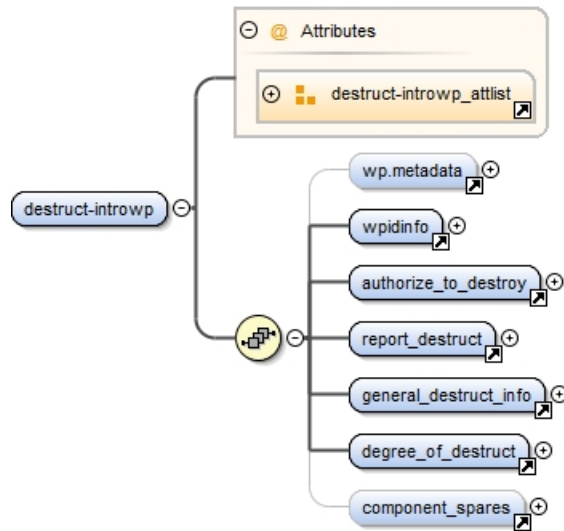 @ Attributes
destruct-introwp_attlist
destruct-introwp
wp.metadata
wpidinfo
authorize_to_destroy
report_destruct
general_destruct_info
degree_of_destruct
component_spares